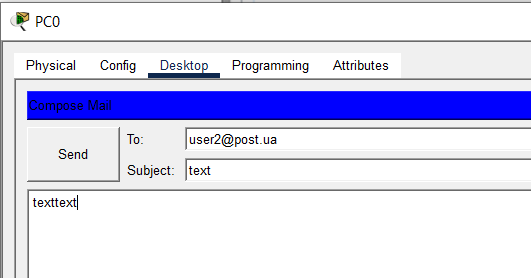 PC0
Physical Config Desktop Programming Attributes
Compose Mail
Send
To: user2@post.ua
Subject: text
texttext